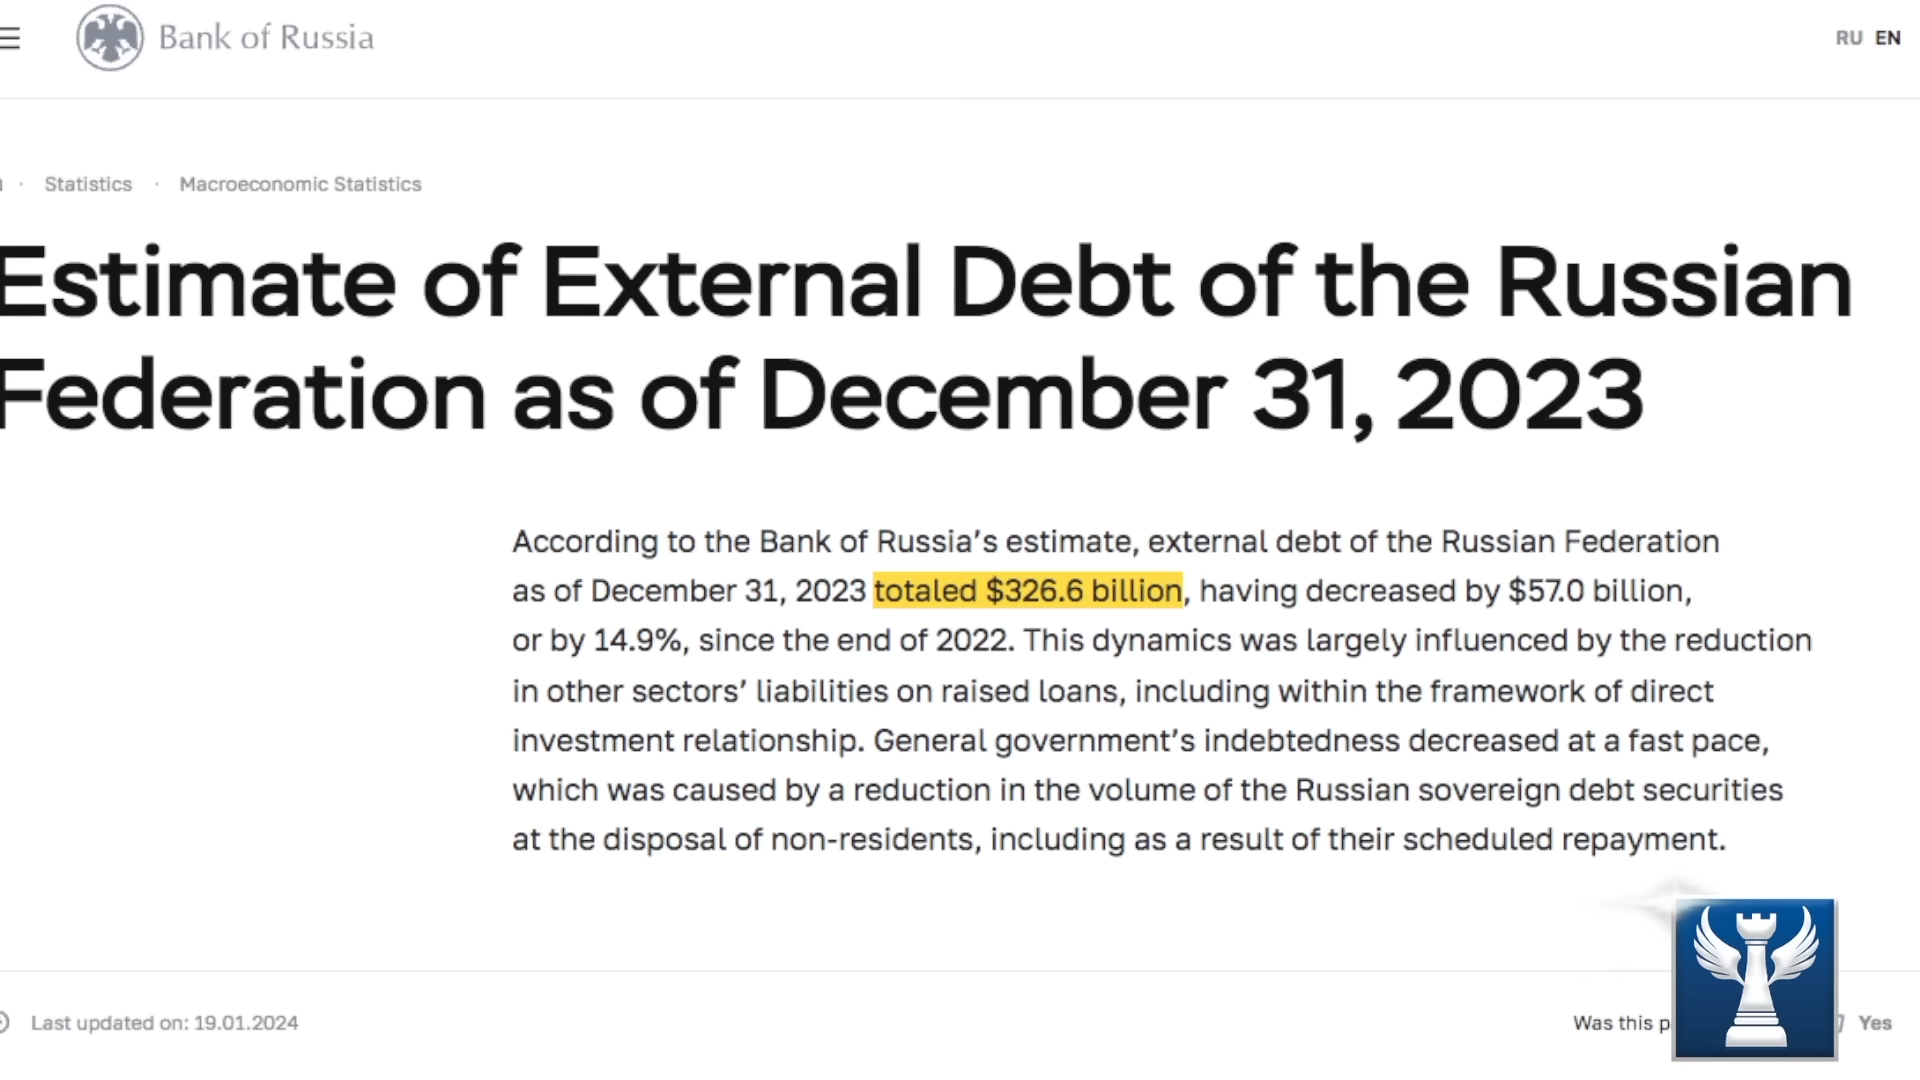 Bank of Russia
RU EN
Statistics · Macroeconomic Statistics
Estimate of External Debt of the Russian
Federation as of December 31, 2023
According to the Bank of Russia’s estimate, external debt of the Russian Federation
as of December 31, 2023 totaled $326.6 billion, having decreased by $57.0 billion,
or by 14.9%, since the end of 2022. This dynamics was largely influenced by the reduction
in other sectors’ liabilities on raised loans, including within the framework of direct
investment relationship. General government’s indebtedness decreased at a fast pace,
which was caused by a reduction in the volume of the Russian sovereign debt securities
at the disposal of non-residents, including as a result of their scheduled repayment.
Last updated on: 19.01.2024
Was this p
Yes